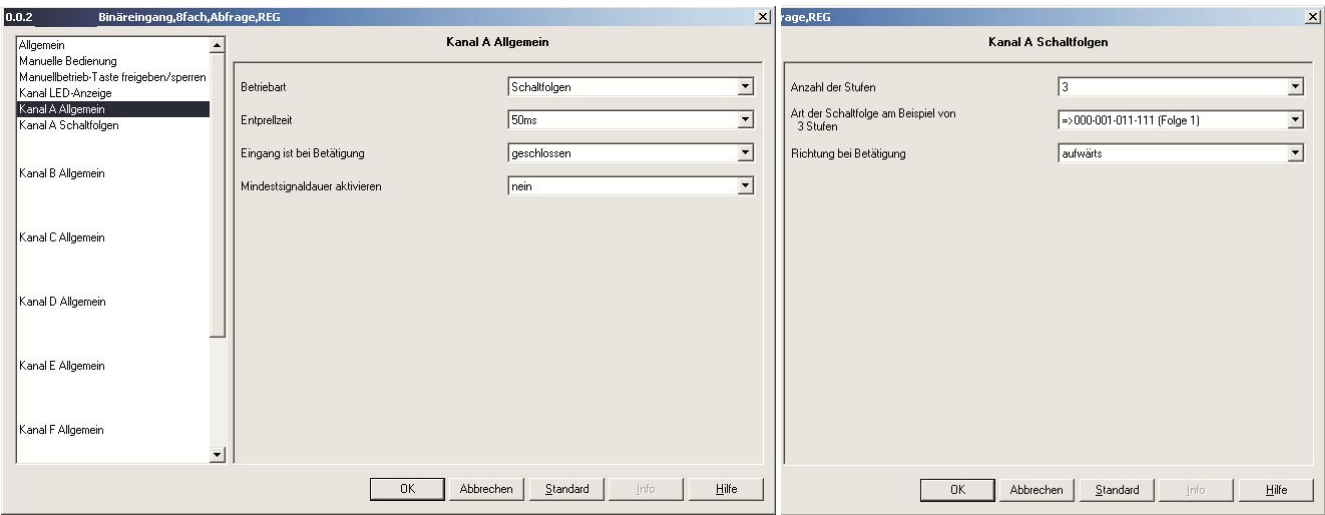 0.0.2 Binäreingang,8fach,Abfrage,REG
Allgemein
Manuelle Bedienung
Manuellbetrieb-Taste freigeben/sperren
Kanal LED-Anzeige
Kanal A Allgemein
Kanal A Schaltfolgen
Kanal B Allgemein
Kanal C Allgemein
Kanal D Allgemein
Kanal E Allgemein
Kanal F Allgemein
Kanal A Allgemein
Betriebart Schaltfolgen
Entprellzeit 50ms
Eingang ist bei Betätigung geschlossen
Mindestsignaldauer aktivieren nein
OK Abbrechen Standard Info Hilfe
rage,REG
Kanal A Schaltfolgen
Anzahl der Stufen 3
Art der Schaltfolge am Beispiel von
3 Stufen =>000-001-011-111 (Folge 1)
Richtung bei Betätigung aufwärts
OK Abbrechen Standard Info Hilfe